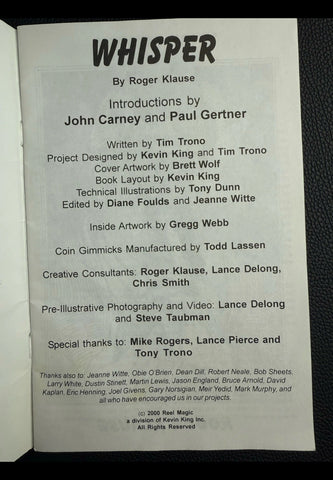 WHISPER
By Roger Klause
Introductions by
John Carney and Paul Gertner
Written by Tim Trono
Project Designed by Kevin King and Tim Trono
Cover Artwork by Brett Wolf
Book Layout by Kevin King
Technical Illustrations by Tony Dunn
Edited by Diane Foulds and Jeanne Witte
Inside Artwork by Gregg Webb
Coin Gimmicks Manufactured by Todd Lassen
Creative Consultants: Roger Klause, Lance Delong,
Chris Smith
Pre-Illustrative Photography and Video: Lance Delong
and Steve Taubman
Special thanks to: Mike Rogers, Lance Pierce and
Tony Trono
Thanks also to: Jeanne Witte, Obie O'Brien, Dean Dill, Robert Neale, Bob Sheets,
Larry White, Dustin Stinett, Martin Lewis, Jason England, Bruce Arnold, David
Kaplan, Eric Henning, Joel Givens, Gary Norsigian, Meir Yedid, Mark Murphy, and
all who have encouraged us in our projects.
(c) 2000 Reel Magic
a division of Kevin King Inc.
All Rights Reserved